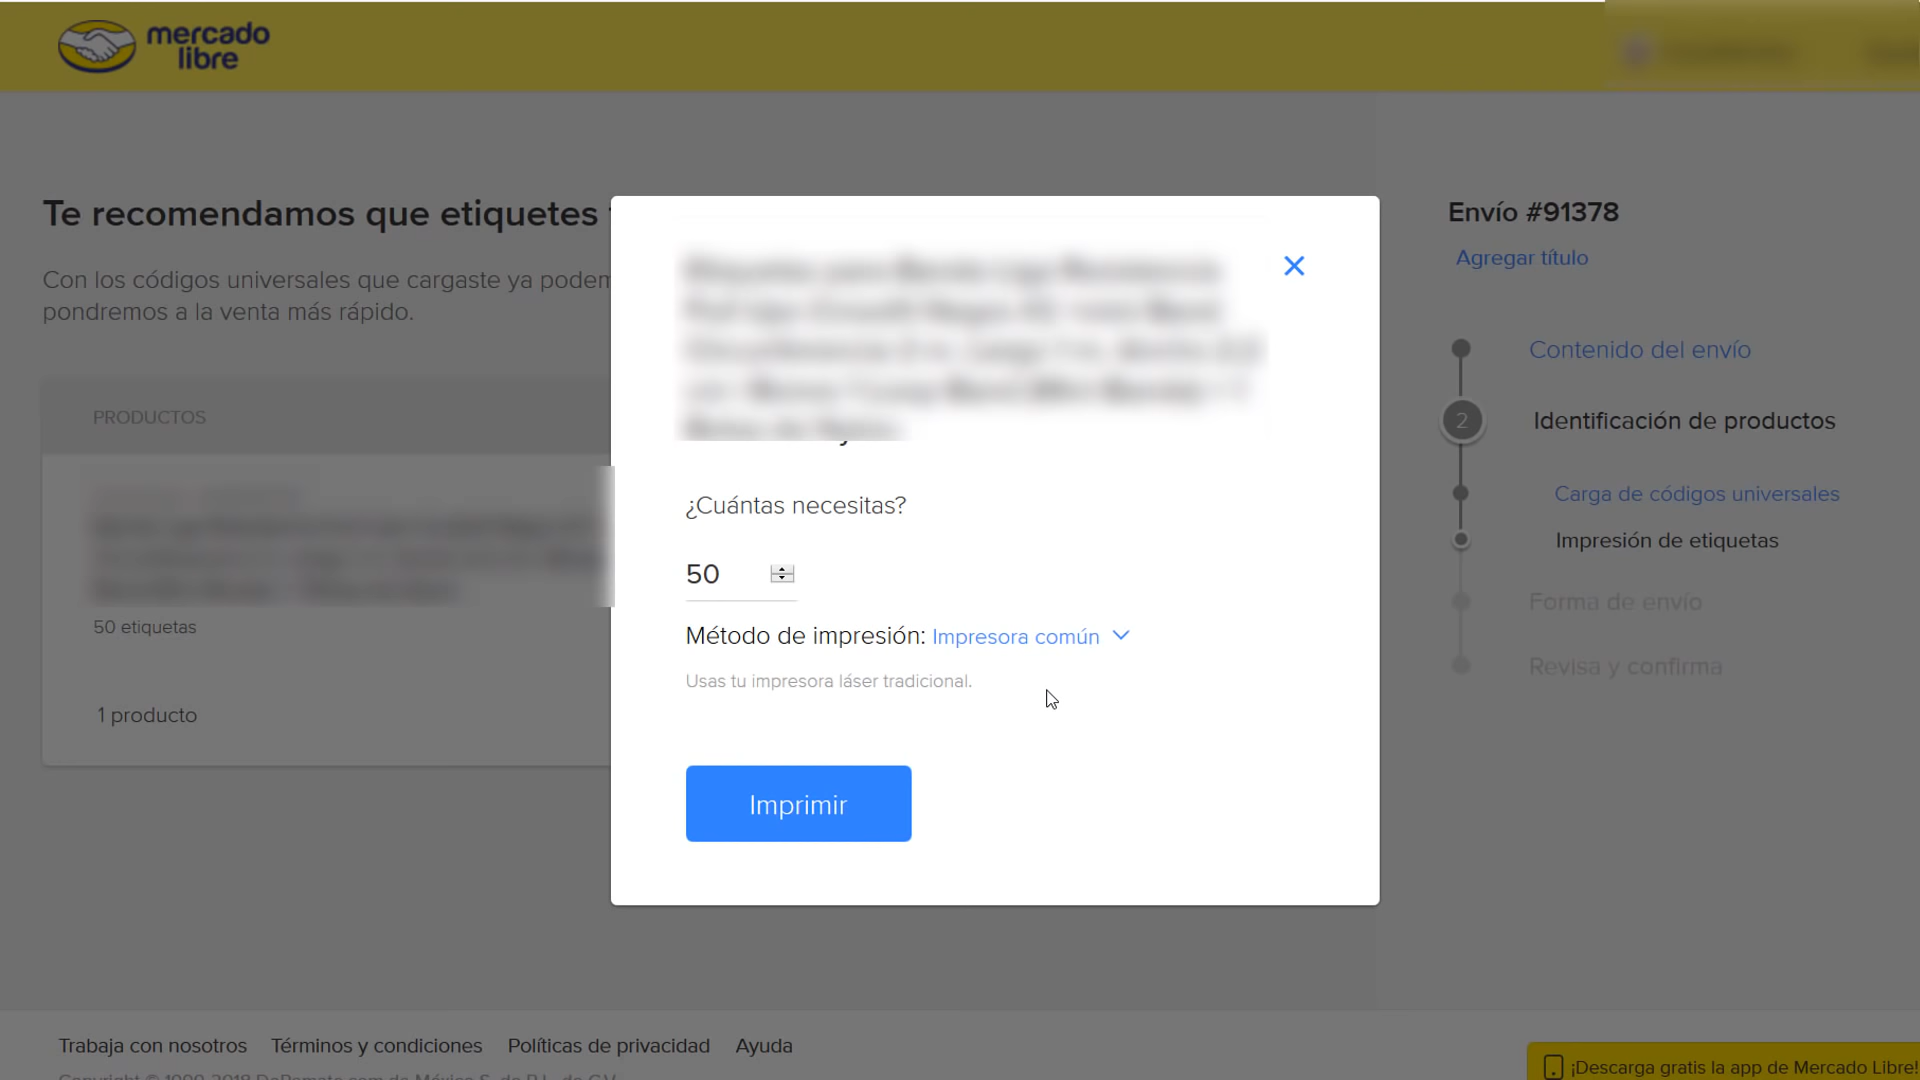 mercado
libre
Te recomendamos que etiquetes
Con los códigos universales que cargaste ya podem
pondremos a la venta más rápido.
PRODUCTOS
50 etiquetas
1 producto
¿Cuántas necesitas?
50
Método de impresión: Impresora común
Usas tu impresora láser tradicional.
Imprimir
Envío #91378
Agregar título
Contenido del envío
2 Identificación de productos
Carga de códigos universales
Impresión de etiquetas
Forma de envío
Revisa y confirma
Trabaja con nosotros Términos y condiciones Políticas de privacidad Ayuda
¡Descarga gratis la app de Mercado Libre!